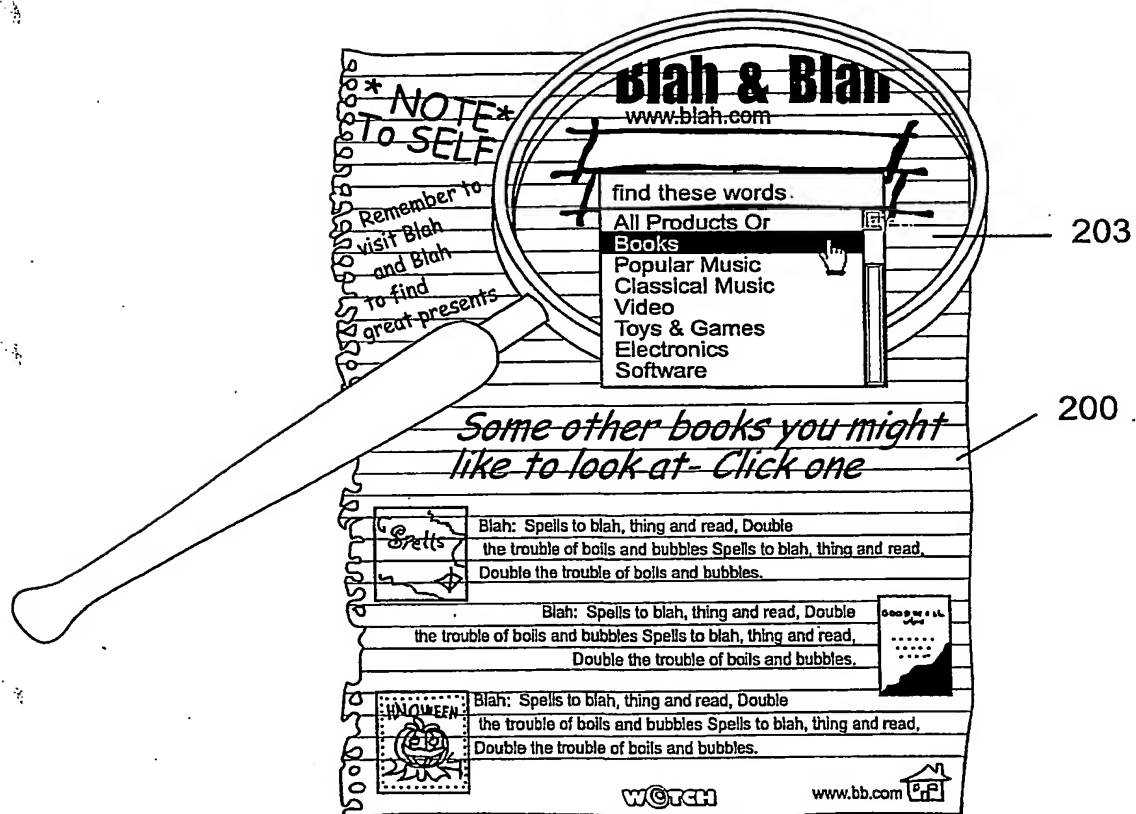 Blah & Blah
www.blah.com
* NOTE *
To SELF
Remember to
visit Blah
and Blah
to find
great presents
find these words.
All Products Or
Books
Popular Music
Classical Music
Video
Toys & Games
Electronics
Software
203
200
Some other books you might
like to look at- Click one
Spells
Blah: Spells to blah, thing and read, Double
the trouble of boils and bubbles Spells to blah, thing and read,
Double the trouble of boils and bubbles.
Blah: Spells to blah, thing and read, Double
the trouble of boils and bubbles Spells to blah, thing and read,
Double the trouble of boils and bubbles.
GOODWILL
Blah: Spells to blah, thing and read, Double
the trouble of boils and bubbles Spells to blah, thing and read,
Double the trouble of boils and bubbles.
www.bb.com